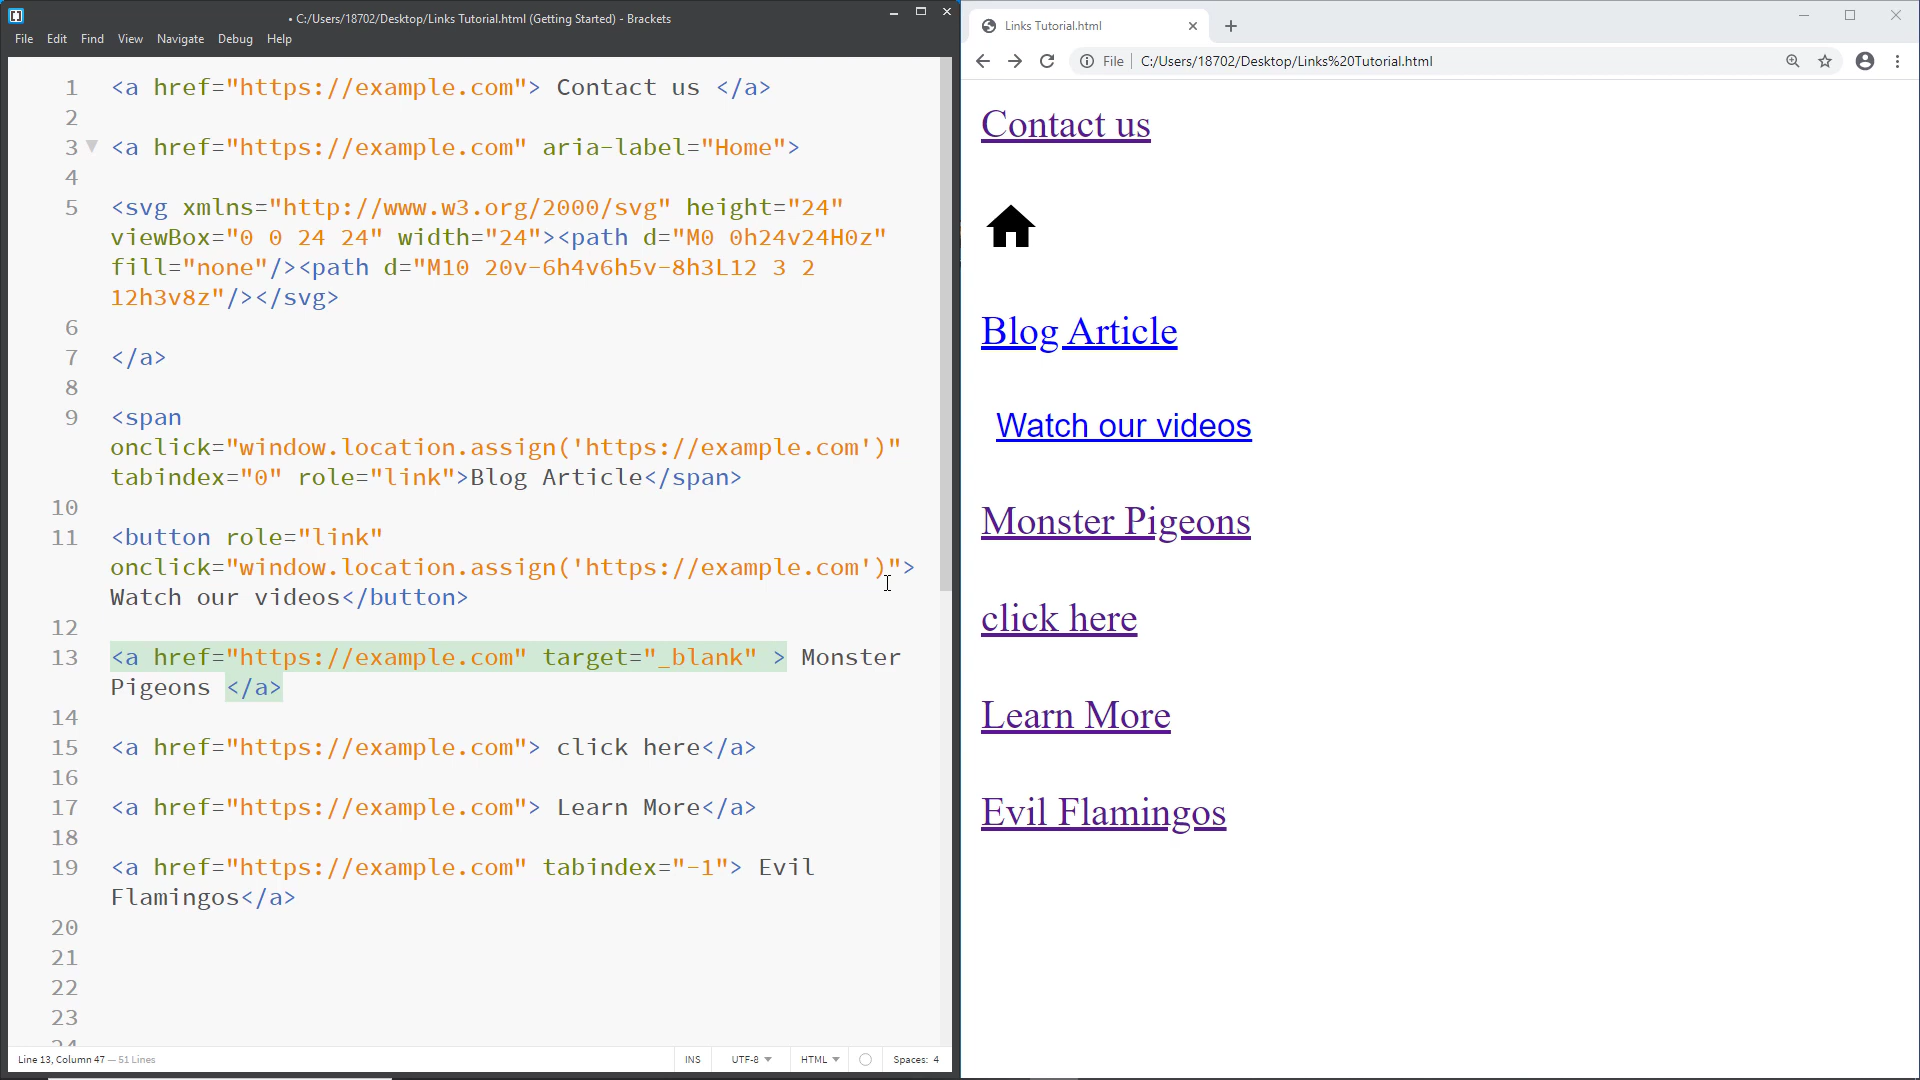 • C:/Users/18702/Desktop/Links Tutorial.html (Getting Started) - Brackets
File Edit Find View Navigate Debug Help
1 <a href="https://example.com"> Contact us </a>
2
3 <a href="https://example.com" aria-label="Home">
4
5 <svg xmlns="http://www.w3.org/2000/svg" height="24"
viewBox="0 0 24 24" width="24"><path d="M0 0h24v24H0z"
fill="none"/><path d="M10 20v-6h4v6h5v-8h3L12 3 2
12h3v8z"/></svg>
6
7 </a>
8
9 <span
onclick="window.location.assign('https://example.com')"
tabindex="0" role="link">Blog Article</span>
10
11 <button role="link"
onclick="window.location.assign('https://example.com')">
Watch our videos</button>
12
13 <a href="https://example.com" target="_blank" > Monster
Pigeons </a>
14
15 <a href="https://example.com"> click here</a>
16
17 <a href="https://example.com"> Learn More</a>
18
19 <a href="https://example.com" tabindex="-1"> Evil
Flamingos</a>
20
21
22
23
24
Line 13, Column 47 — 51 Lines
INS UTF-8 HTML Spaces: 4
Links Tutorial.html
File C:/Users/18702/Desktop/Links%20Tutorial.html
Contact us
Blog Article
Watch our videos
Monster Pigeons
click here
Learn More
Evil Flamingos